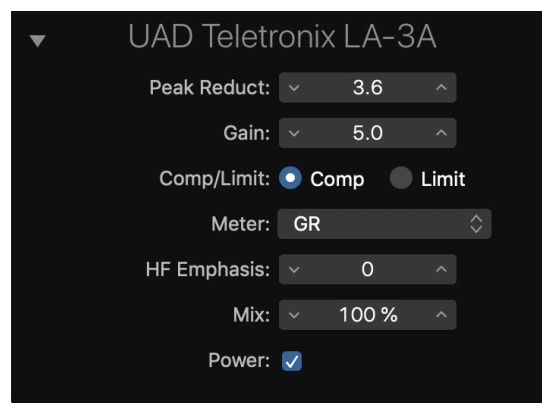 UAD Teletronix LA-3A
Peak Reduct: 3.6
Gain: 5.0
Comp/Limit: Comp Limit
Meter: GR
HF Emphasis: 0
Mix: 100 %
Power: